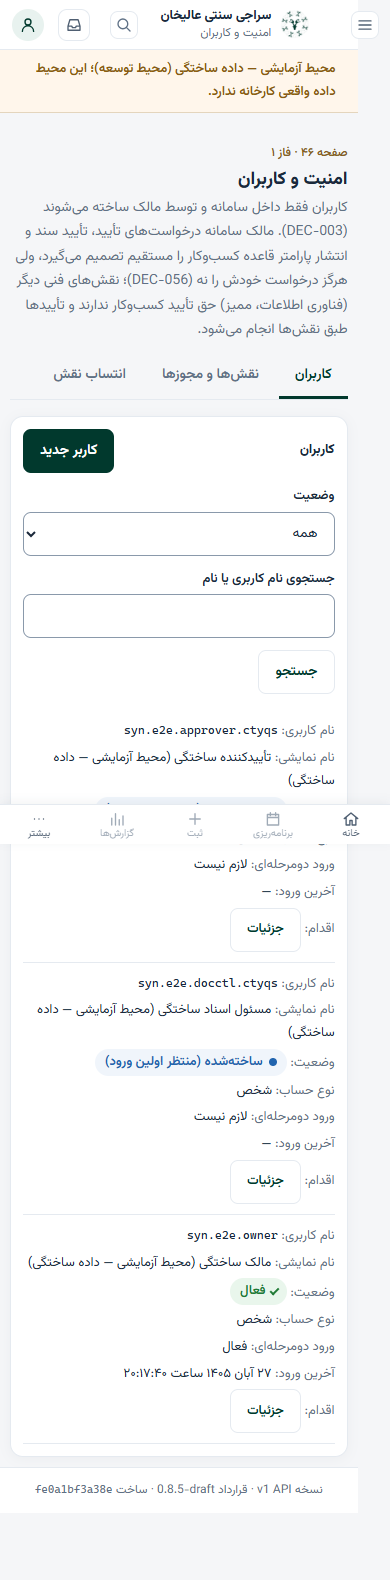 سراجی سنتی عالیخان
امنیت و کاربران
محیط آزمایشی — داده ساختگی (محیط توسعه)؛ این محیط
داده واقعی کارخانه ندارد.
صفحه ۴۶ · فاز ۱
امنیت و کاربران
کاربران فقط داخل سامانه و توسط مالک ساخته می‌شوند
(DEC-003). مالک سامانه درخواست‌های تأیید، تأیید سند و
انتشار پارامتر قاعده کسب‌وکار را مستقیم تصمیم می‌گیرد، ولی
هرگز درخواست خودش را نه (DEC-056)؛ نقش‌های فنی دیگر
(فناوری اطلاعات، ممیز) حق تأیید کسب‌وکار ندارند و تأییدها
طبق نقش‌ها انجام می‌شود.
کاربران
نقش‌ها و مجوزها
انتساب نقش
کاربران
کاربر جدید
وضعیت
همه
جستجوی نام کاربری یا نام
جستجو
نام کاربری: syn.e2e.approver.ctyqs
نام نمایشی: تأییدکننده ساختگی (محیط آزمایشی — داده
ساختگی)
خانه
برنامه‌ریزی
ثبت
گزارش‌ها
بیشتر
ورود دومرحله‌ای: لازم نیست
آخرین ورود: —
اقدام: جزئیات
نام کاربری: syn.e2e.docctl.ctyqs
نام نمایشی: مسئول اسناد ساختگی (محیط آزمایشی — داده
ساختگی)
وضعیت: ساخته‌شده (منتظر اولین ورود)
نوع حساب: شخص
ورود دومرحله‌ای: لازم نیست
آخرین ورود: —
اقدام: جزئیات
نام کاربری: syn.e2e.owner
نام نمایشی: مالک ساختگی (محیط آزمایشی — داده ساختگی)
وضعیت: فعال
نوع حساب: شخص
ورود دومرحله‌ای: فعال
آخرین ورود: ۲۷ آبان ۱۴۰۵ ساعت ۲۰:۱۷:۴۰
اقدام: جزئیات
نسخه API v1 · قرارداد 0.8.5-draft · ساخت fe0a1bf3a38e